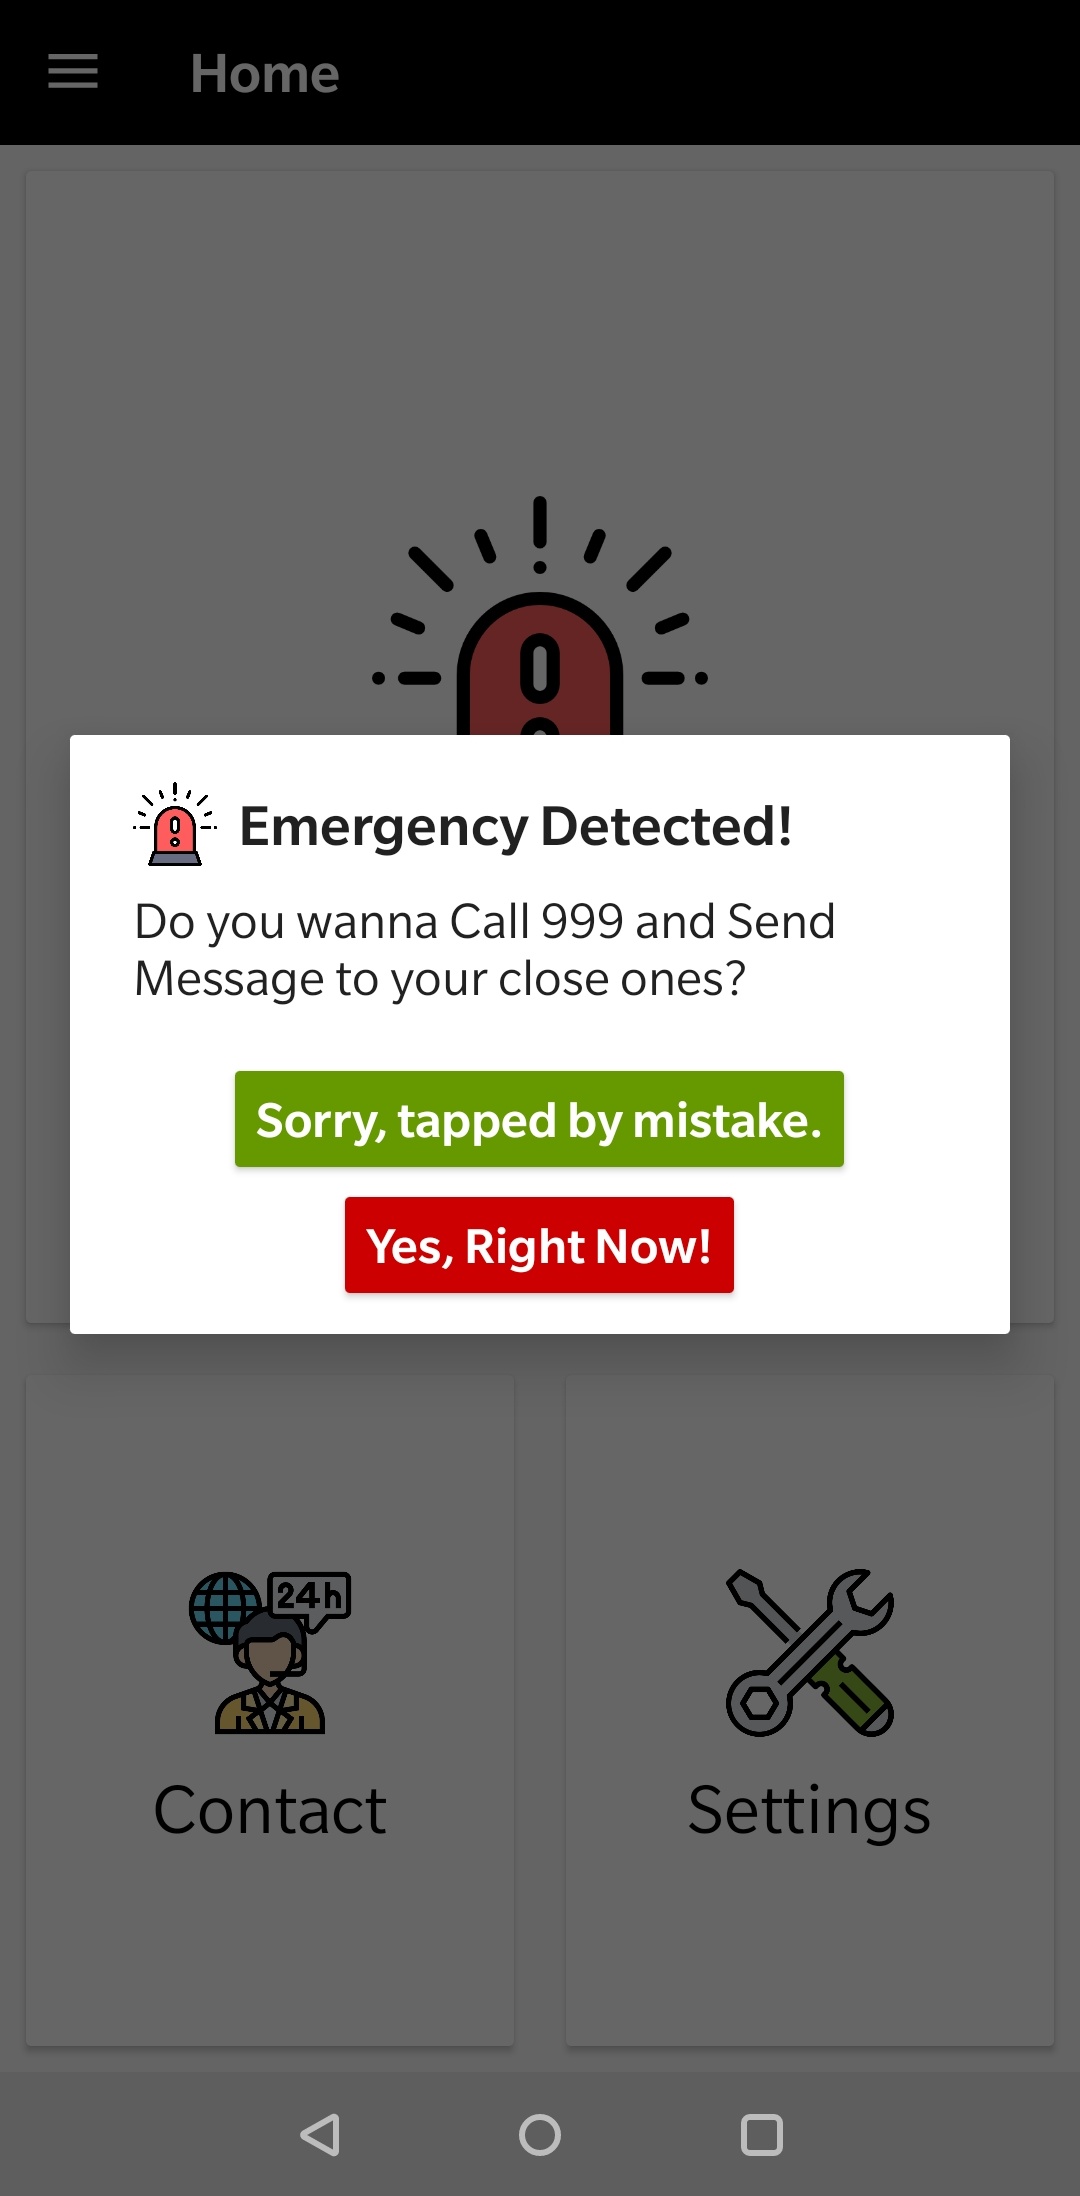 Home
Emergency Detected!
Do you wanna Call 999 and Send
Message to your close ones?
Sorry, tapped by mistake.
Yes, Right Now!
24h
Contact
Settings